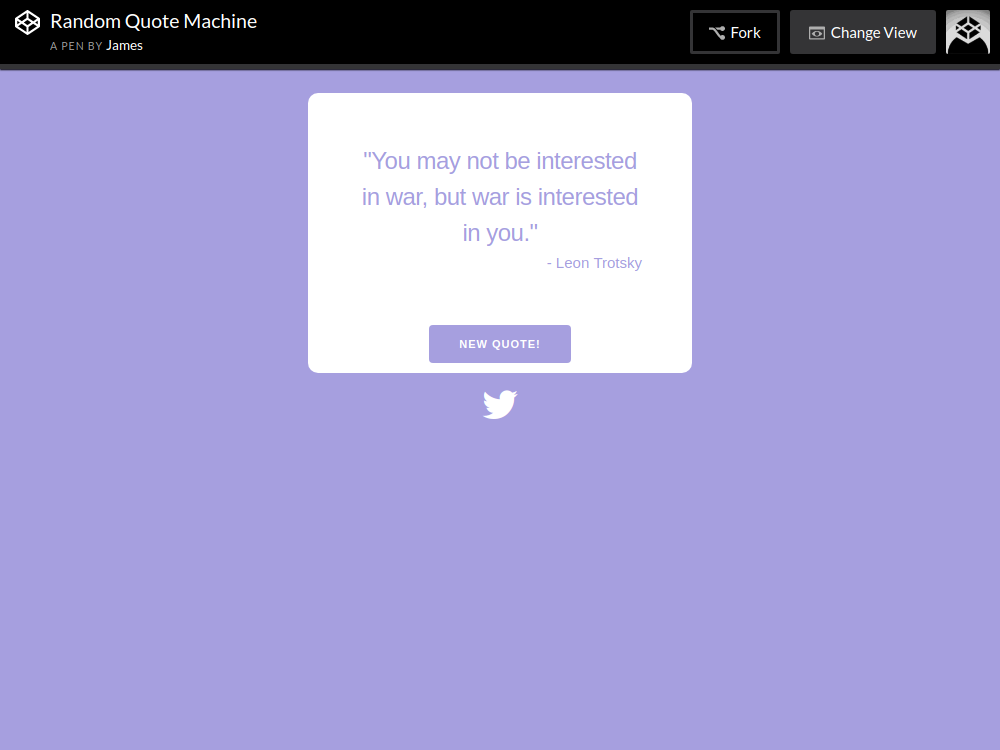 Random Quote Machine
A PEN BY James
Fork
Change View
"You may not be interested
in war, but war is interested
in you."
- Leon Trotsky
NEW QUOTE!